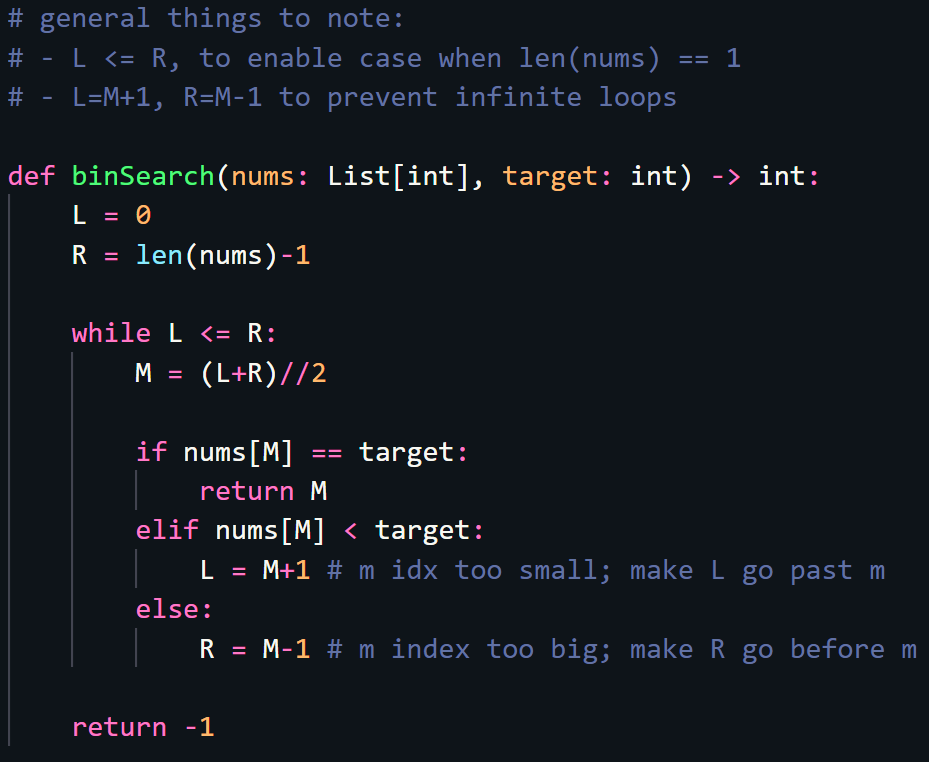 # general things to note:
# - L <= R, to enable case when len(nums) == 1
# - L=M+1, R=M-1 to prevent infinite loops
def binSearch(nums: List[int], target: int) -> int:
    L = 0
    R = len(nums)-1
    while L <= R:
        M = (L+R)//2
        if nums[M] == target:
            return M
        elif nums[M] < target:
            L = M+1 # m idx too small; make L go past m
        else:
            R = M-1 # m index too big; make R go before m
    return -1